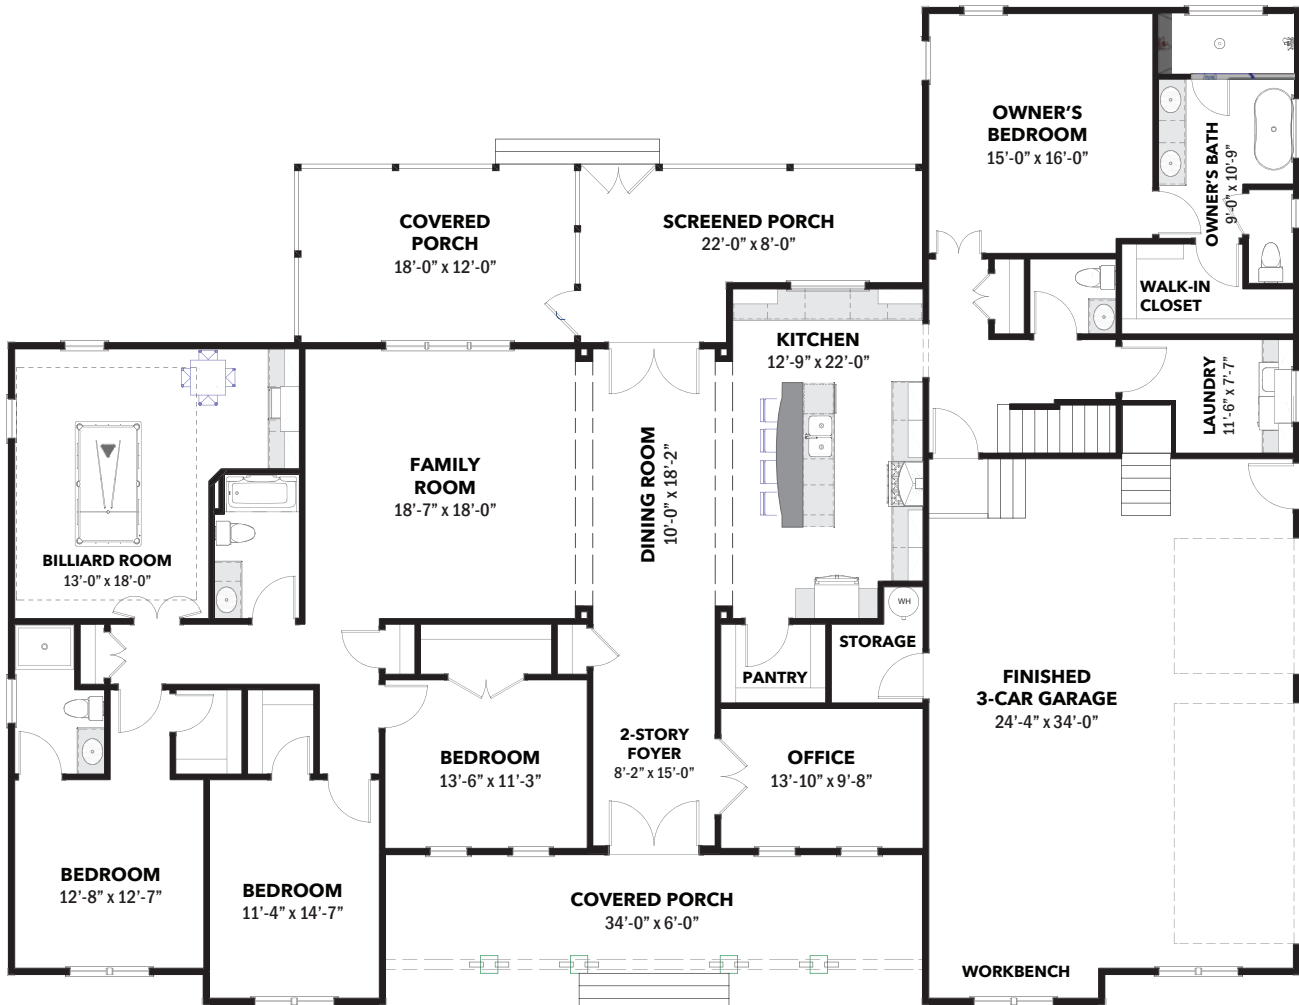 OWNER'S
BEDROOM
15'-0" x 16'-0"
OWNER'S BATH
9'-0" x 10'-9"
COVERED
PORCH
18'-0" x 12'-0"
SCREENED PORCH
22'-0" x 8'-0"
WALK-IN
CLOSET
KITCHEN
12'-9" x 22'-0"
LAUNDRY
11'-6" x 7'-7"
FAMILY
ROOM
18'-7" x 18'-0"
DINING ROOM
10'-0" x 18'-2"
BILLIARD ROOM
13'-0" x 18'-0"
WH
STORAGE
PANTRY
FINISHED
3-CAR GARAGE
24'-4" x 34'-0"
2-STORY
FOYER
8'-2" x 15'-0"
BEDROOM
13'-6" x 11'-3"
OFFICE
13'-10" x 9'-8"
BEDROOM
12'-8" x 12'-7"
BEDROOM
11'-4" x 14'-7"
COVERED PORCH
34'-0" x 6'-0"
WORKBENCH